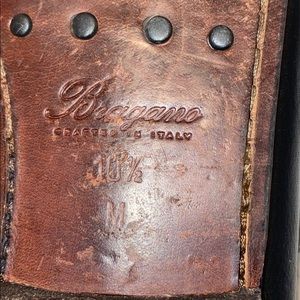 Bragano
CRAFTED IN ITALY
10½
M